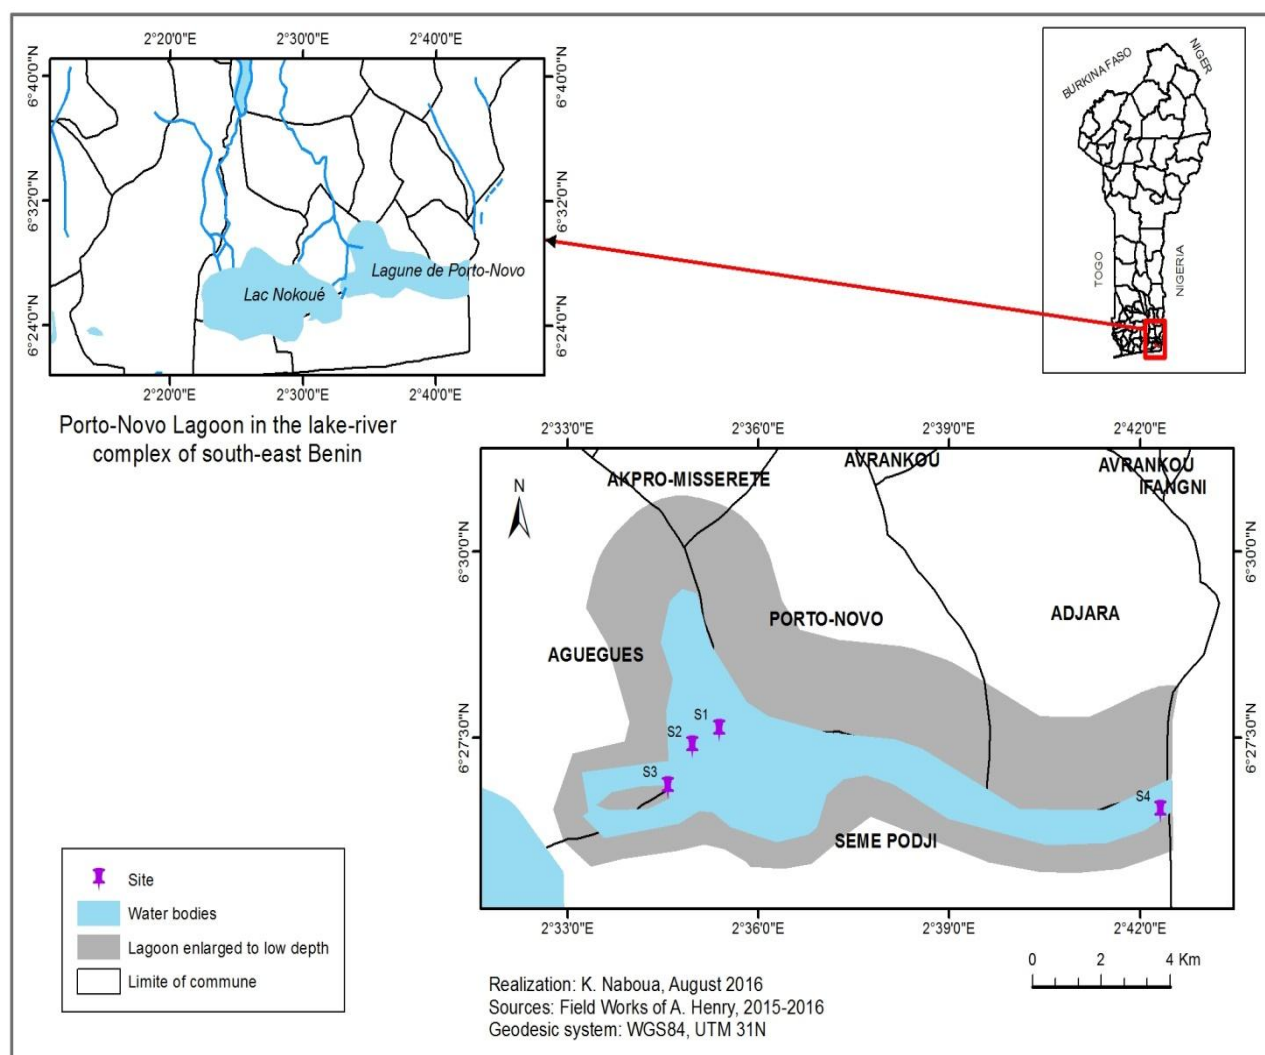 2°20'0"E
2°30'0"E
2°40'0"E
6°40'0"N
6°40'0"N
6°32'0"N
6°32'0"N
6°24'0"N
6°24'0"N
Lagune de Porto-Novo
Lac Nokoué
2°20'0"E
2°30'0"E
2°40'0"E
Porto-Novo Lagoon in the lake-river
complex of south-east Benin
BURKINA FASO
NIGER
TOGO
NIGERIA
2°33'0"E
2°36'0"E
2°39'0"E
2°42'0"E
N
AKPRO-MISSERETE
AVRANKOU
AVRANKOU
IFANGNI
6°30'0"N
6°30'0"N
PORTO-NOVO
ADJARA
AGUEGUES
S1
S2
S3
S4
6°27'30"N
6°27'30"N
SEME PODJI
2°33'0"E
2°36'0"E
2°39'0"E
2°42'0"E
Site
Water bodies
Lagoon enlarged to low depth
Limite of commune
0 2 4 Km
Realization: K. Naboua, August 2016
Sources: Field Works of A. Henry, 2015-2016
Geodesic system: WGS84, UTM 31N